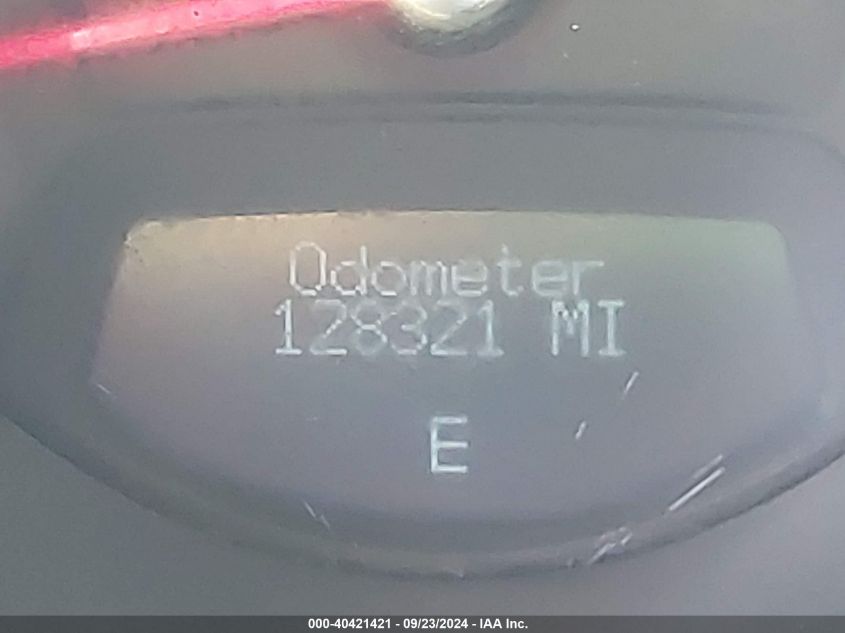 Odometer
128321 MI
E
000-40421421 - 09/23/2024 - IAA Inc.